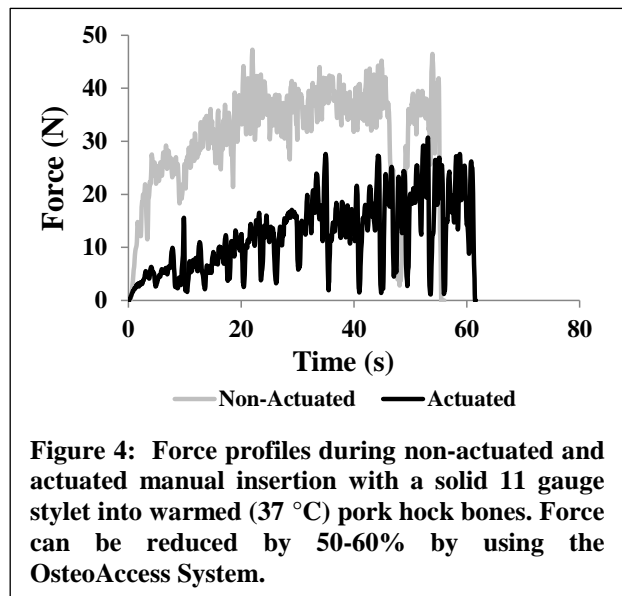 50
40
30
20
10
0
Force (N)
0 20 40 60 80
Time (s)
Non-Actuated Actuated
Figure 4: Force profiles during non-actuated and
actuated manual insertion with a solid 11 gauge
stylet into warmed (37 °C) pork hock bones. Force
can be reduced by 50-60% by using the
OsteoAccess System.